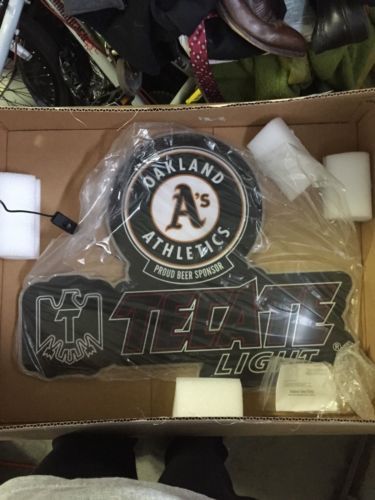 OAKLAND
A's
ATHLETICS
PROUD BEER SPONSOR
T
TECATE
LIGHT ®